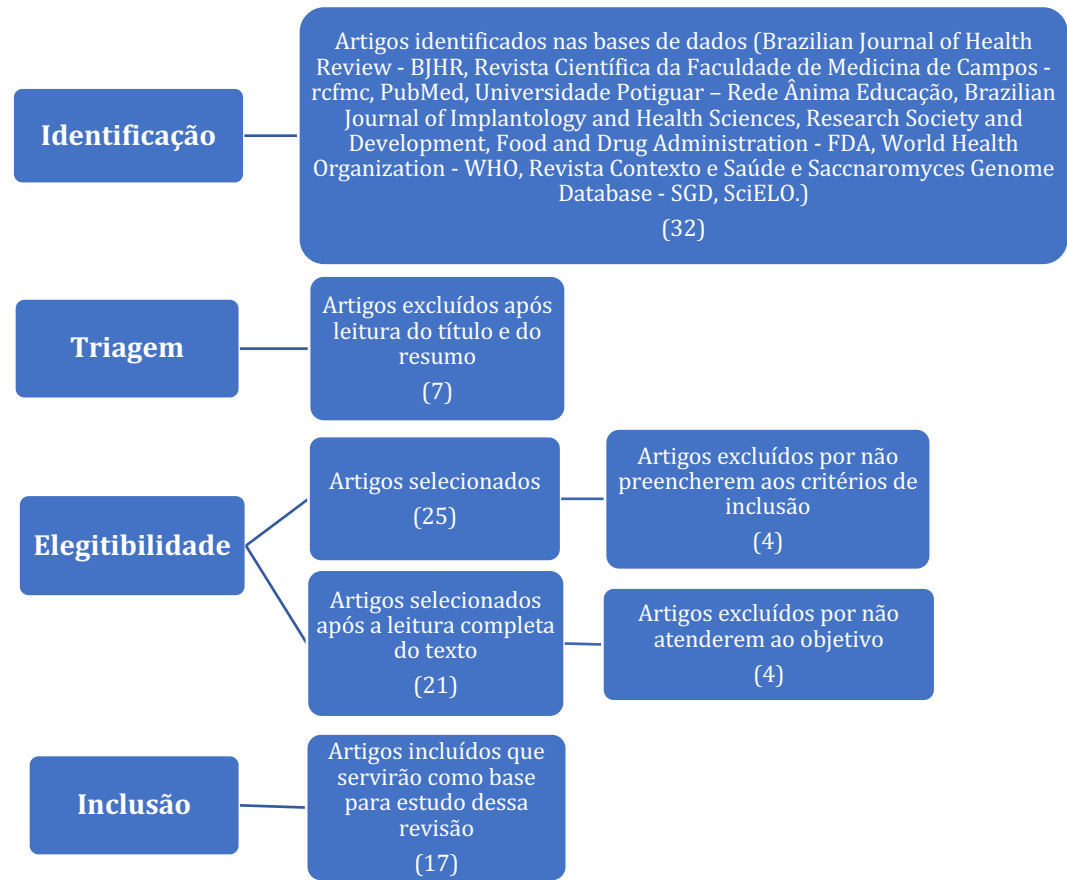 Identificação
Artigos identificados nas bases de dados (Brazilian Journal of Health
Review - BJHR, Revista Científica da Faculdade de Medicina de Campos -
rcfmc, PubMed, Universidade Potiguar – Rede Ânima Educação, Brazilian
Journal of Implantology and Health Sciences, Research Society and
Development, Food and Drug Administration - FDA, World Health
Organization - WHO, Revista Contexto e Saúde e Saccnaromyces Genome
Database - SGD, SciELO.)
(32)
Triagem
Artigos excluídos após
leitura do título e do
resumo
(7)
Elegitibilidade
Artigos selecionados
(25)
Artigos excluídos por não
preencherem aos critérios de
inclusão
(4)
Artigos selecionados
após a leitura completa
do texto
(21)
Artigos excluídos por não
atenderem ao objetivo
(4)
Inclusão
Artigos incluídos que
servirão como base
para estudo dessa
revisão
(17)